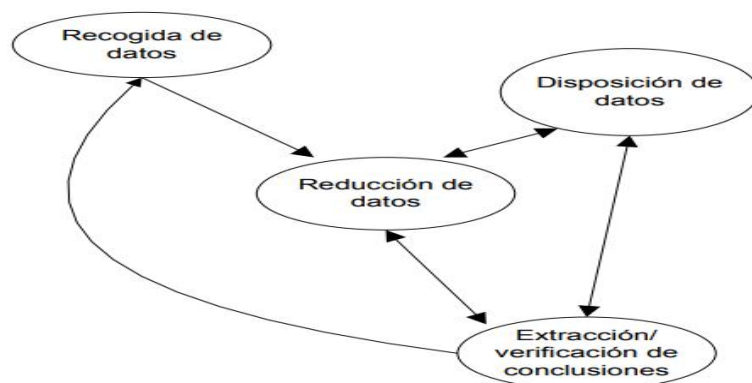 Recogida de
datos
Disposición de
datos
Reducción de
datos
Extracción/
verificación de
conclusiones